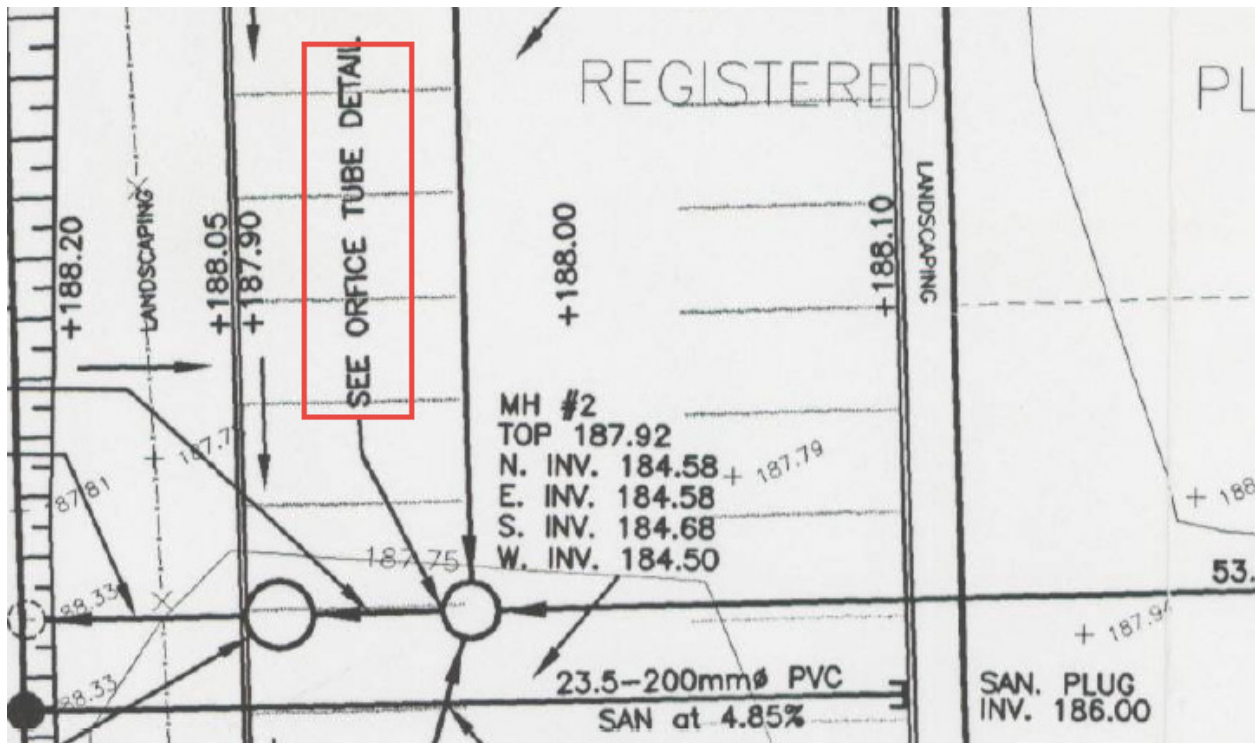 SEE ORFICE TUBE DETAIL
REGISTERED
PL
LANDSCAPING
+188.20
LANDSCAPING
+188.05
+187.90
+188.00
+188.10
MH #2
TOP 187.92
N. INV. 184.58
E. INV. 184.58
S. INV. 184.68
W. INV. 184.50
+ 187.79
187.75
53.
+ 187.94
23.5-200mmø PVC
SAN at 4.85%
SAN. PLUG
INV. 186.00
88.33
88.33
87.81
+ 188